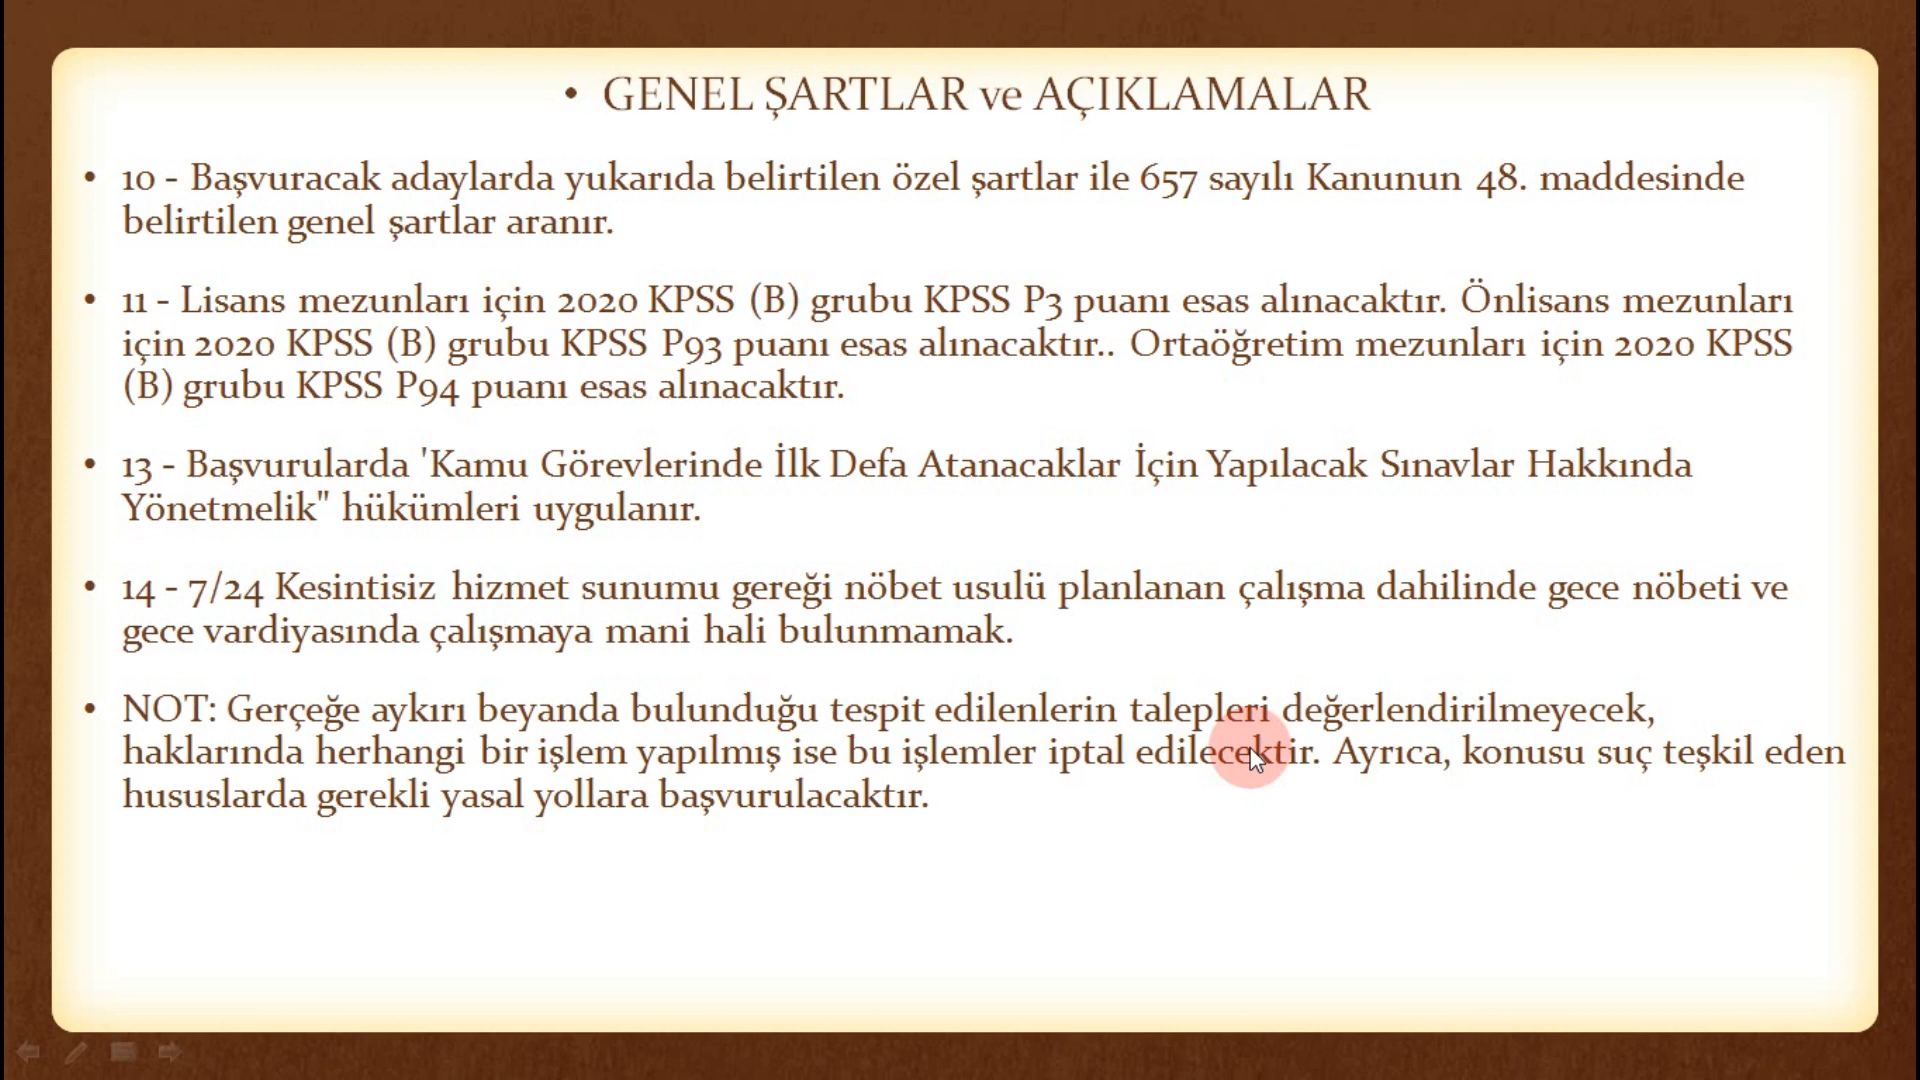 • GENEL ŞARTLAR ve AÇIKLAMALAR
• 10 - Başvuracak adaylarda yukarıda belirtilen özel şartlar ile 657 sayılı Kanunun 48. maddesinde
belirtilen genel şartlar aranır.
• 11 - Lisans mezunları için 2020 KPSS (B) grubu KPSS P3 puanı esas alınacaktır. Önlisans mezunları
için 2020 KPSS (B) grubu KPSS P93 puanı esas alınacaktır.. Ortaöğretim mezunları için 2020 KPSS
(B) grubu KPSS P94 puanı esas alınacaktır.
• 13 - Başvurularda 'Kamu Görevlerinde İlk Defa Atanacaklar İçin Yapılacak Sınavlar Hakkında
Yönetmelik" hükümleri uygulanır.
• 14 - 7/24 Kesintisiz hizmet sunumu gereği nöbet usulü planlanan çalışma dahilinde gece nöbeti ve
gece vardiyasında çalışmaya mani hali bulunmamak.
• NOT: Gerçeğe aykırı beyanda bulunduğu tespit edilenlerin talepleri değerlendirilmeyecek,
haklarında herhangi bir işlem yapılmış ise bu işlemler iptal edilecektir. Ayrıca, konusu suç teşkil eden
hususlarda gerekli yasal yollara başvurulacaktır.